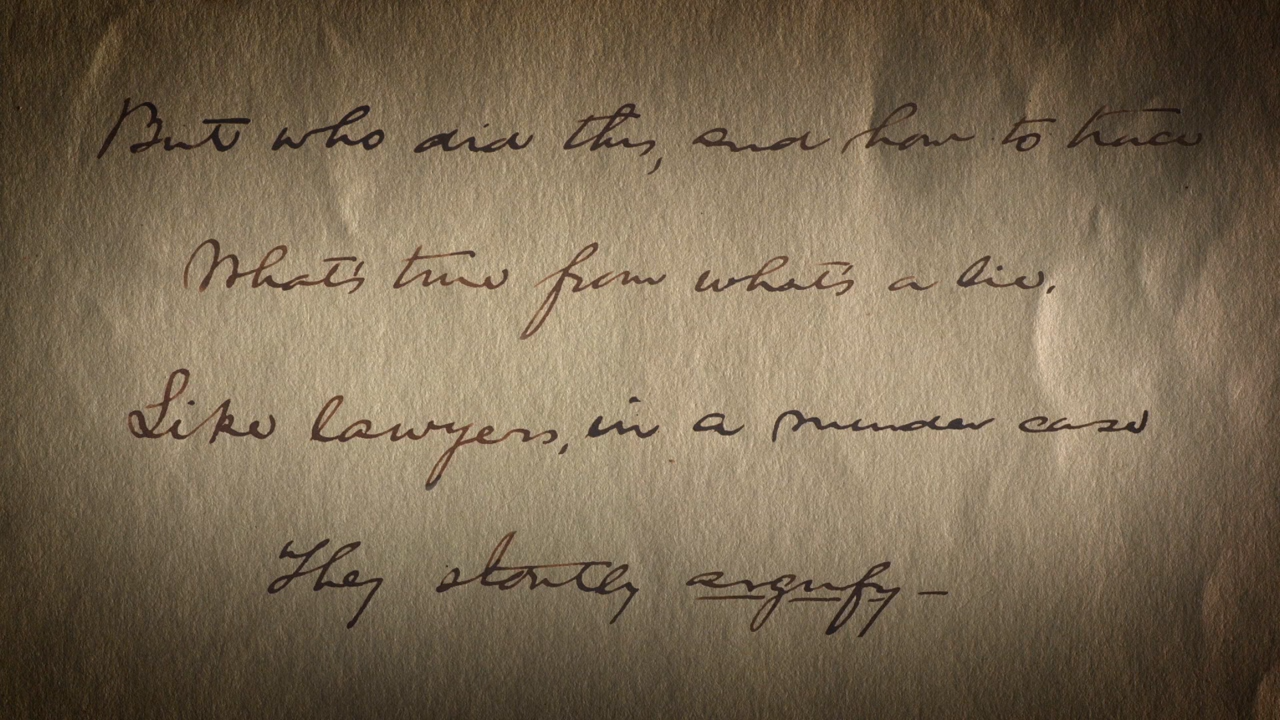 But who did this, and how to trace
What's true from what's a lie,
Like lawyers, in a murder case
They stoutly argufy –